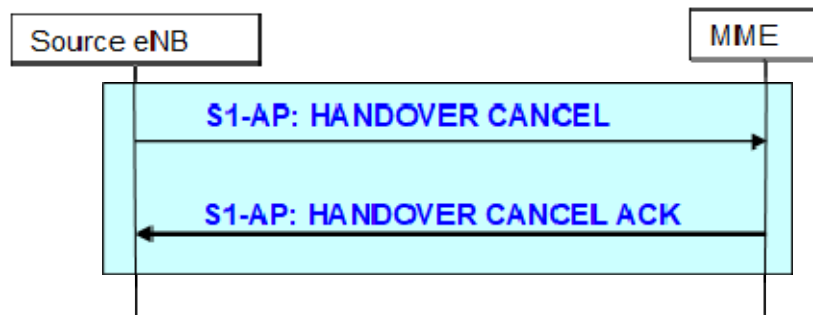 Source eNB
MME
S1-AP: HANDOVER CANCEL
S1-AP: HANDOVER CANCEL ACK